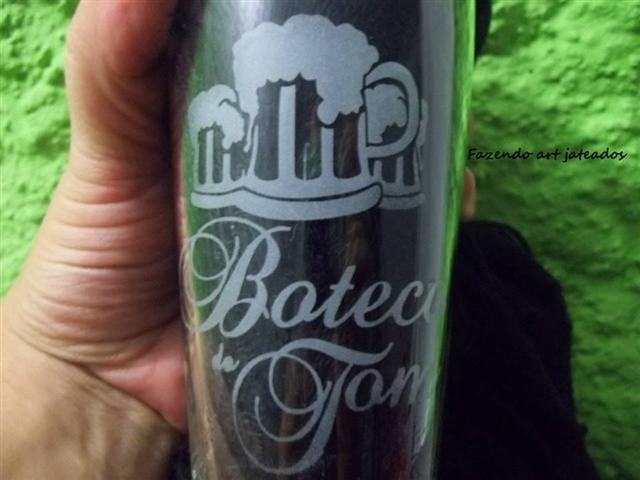 Fazendo art jateados
Boteco
do
Tom